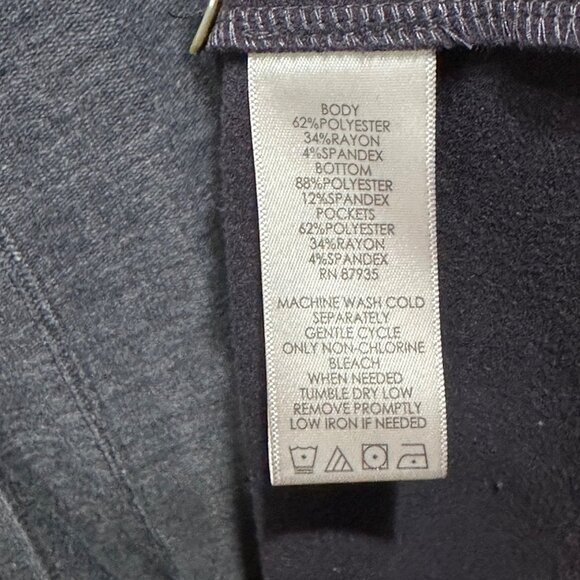 BODY
62%POLYESTER
34%RAYON
4%SPANDEX
BOTTOM
88%POLYESTER
12%SPANDEX
POCKETS
62%POLYESTER
34%RAYON
4%SPANDEX
RN 87935
MACHINE WASH COLD
SEPARATELY
GENTLE CYCLE
ONLY NON-CHLORINE
BLEACH
WHEN NEEDED
TUMBLE DRY LOW
REMOVE PROMPTLY
LOW IRON IF NEEDED